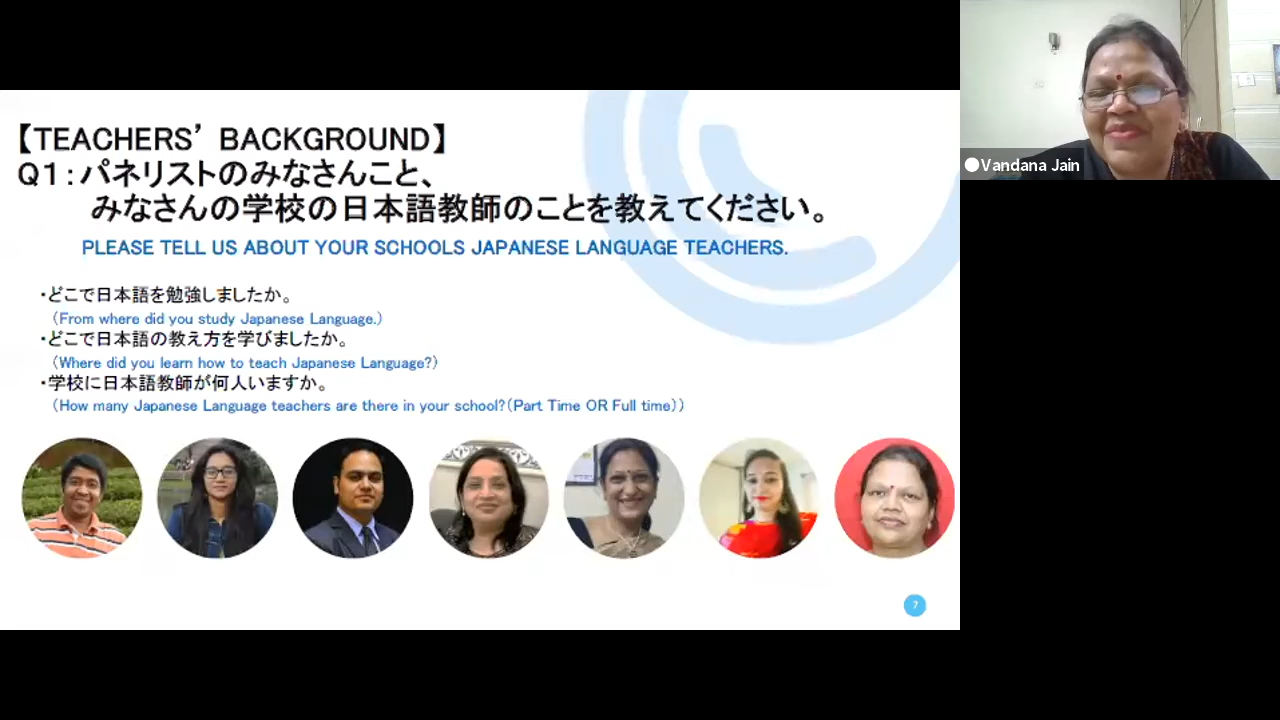 【TEACHERS’ BACKGROUND】
Q1：パネリストのみなさんこと、
みなさんの学校の日本語教師のことを教えてください。
PLEASE TELL US ABOUT YOUR SCHOOLS JAPANESE LANGUAGE TEACHERS.
・どこで日本語を勉強しましたか。
（From where did you study Japanese Language.）
・どこで日本語の教え方を学びましたか。
（Where did you learn how to teach Japanese Language?）
・学校に日本語教師が何人いますか。
（How many Japanese Language teachers are there in your school?（Part Time OR Full time））
7
Vandana Jain